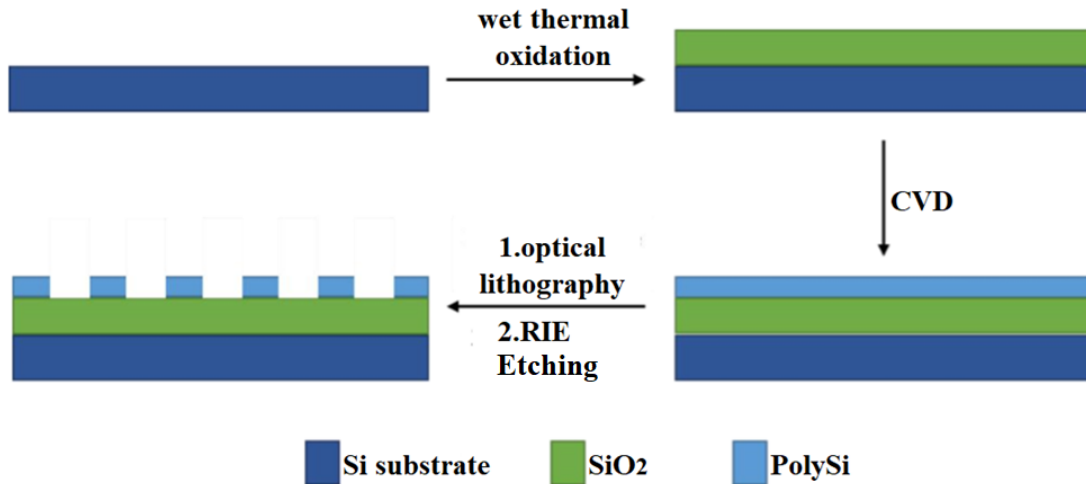 wet thermal
oxidation
CVD
1.optical
lithography
2.RIE
Etching
Si substrate
SiO2
PolySi